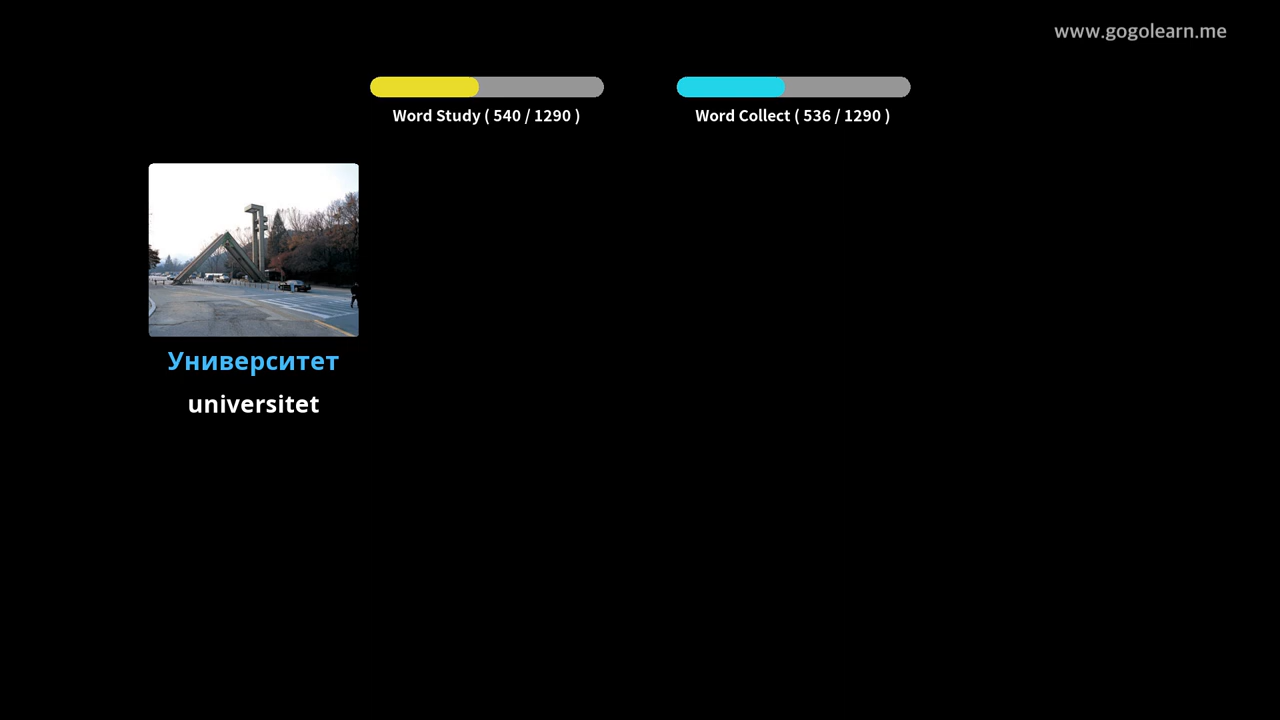 www.gogolearn.me
Word Study ( 540 / 1290 )
Word Collect ( 536 / 1290 )
Университет
universitet